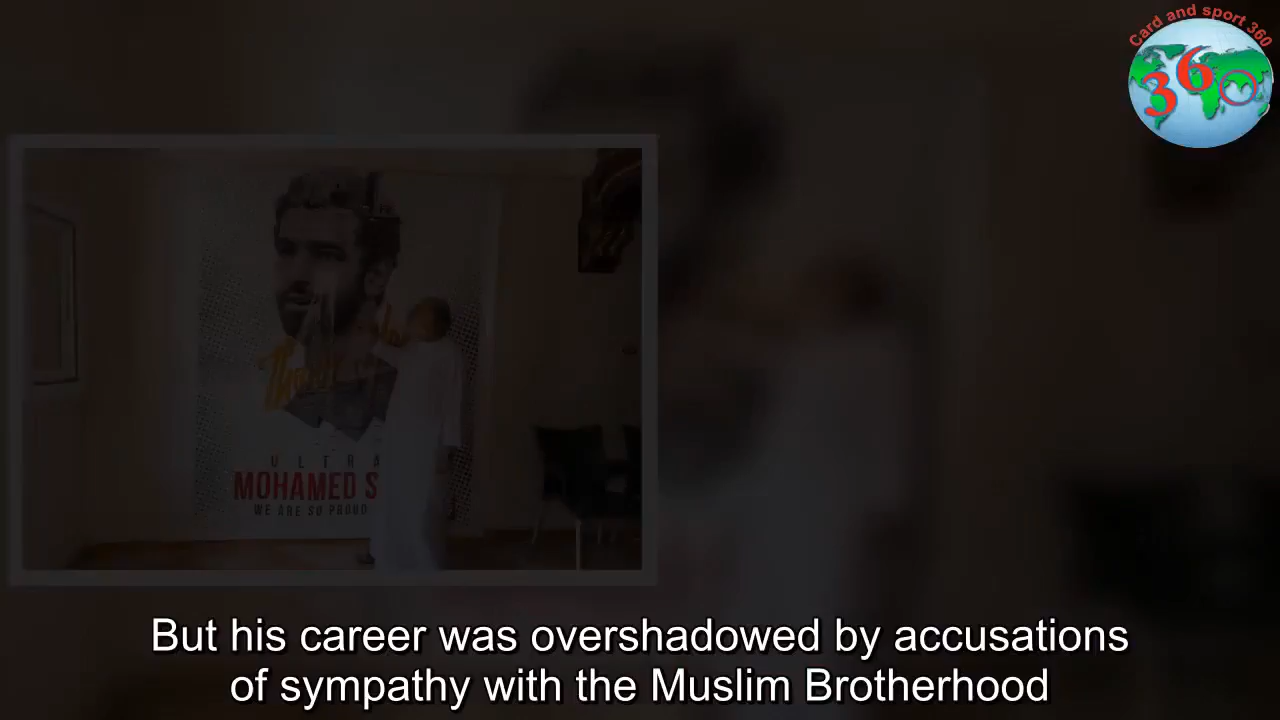 Card and sport 360
360
ULTRA
MOHAMED S
WE ARE SO PROUD
But his career was overshadowed by accusations
of sympathy with the Muslim Brotherhood